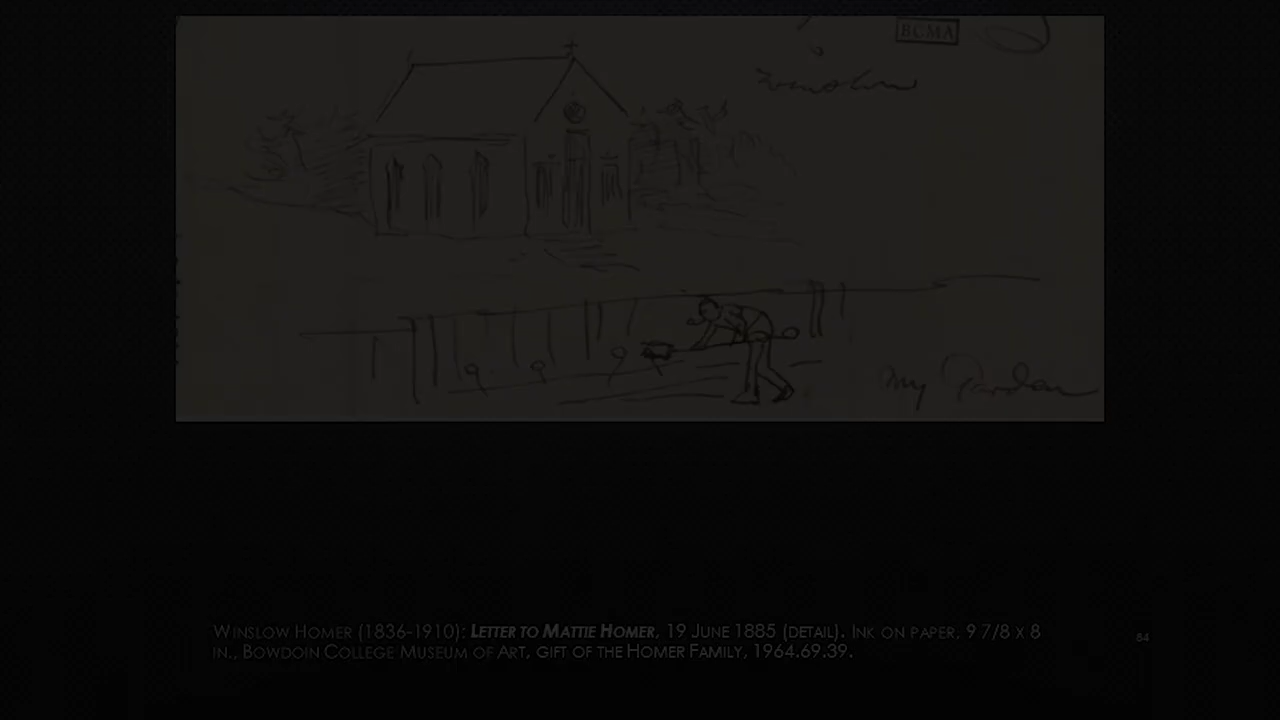 BCMA
My Garden
WINSLOW HOMER (1836-1910): LETTER TO MATTIE HOMER, 19 JUNE 1885 (DETAIL). INK ON PAPER, 9 7/8 X 8
IN., BOWDOIN COLLEGE MUSEUM OF ART, GIFT OF THE HOMER FAMILY, 1964.69.39.
84